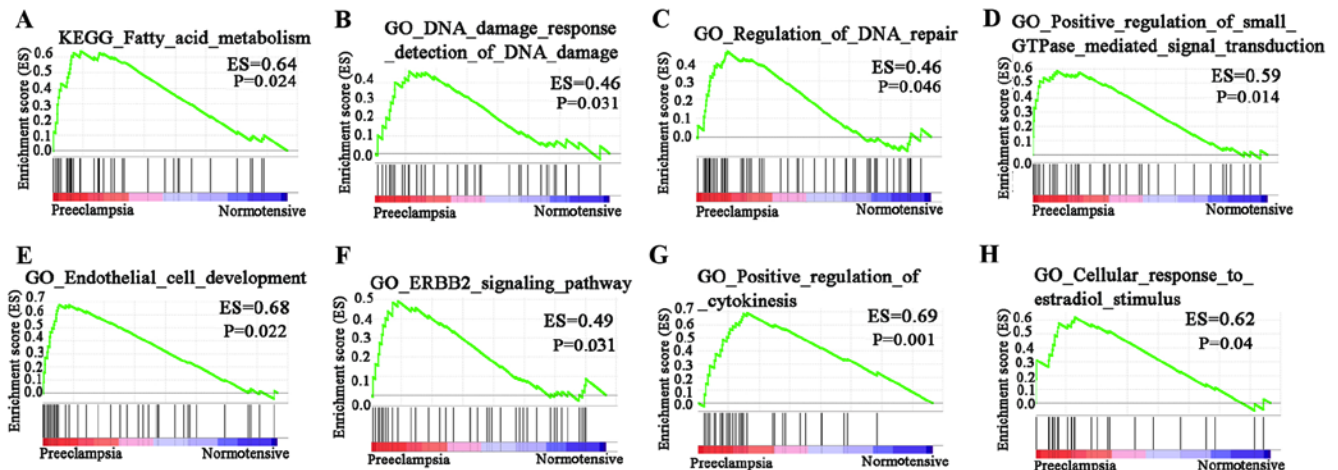 A
KEGG_Fatty_acid_metabolism
ES=0.64
P=0.024
Enrichment score (ES)
0.6
0.5
0.4
0.3
0.2
0.1
0.0
Preeclampsia Normotensive
B
GO_DNA_damage_response
_detection_of_DNA_damage
ES=0.46
P=0.031
Enrichment score (ES)
0.4
0.3
0.2
0.1
0.0
Preeclampsia Normotensive
C
GO_Regulation_of_DNA_repair
ES=0.46
P=0.046
Enrichment score (ES)
0.4
0.3
0.2
0.1
0.0
Preeclampsia Normotensive
D
GO_Positive_regulation_of_small_
GTPase_mediated_signal_transduction
ES=0.59
P=0.014
Enrichment score (ES)
0.6
0.5
0.4
0.3
0.2
0.1
0.0
Preeclampsia Normotensive
E
GO_Endothelial_cell_development
ES=0.68
P=0.022
Enrichment score (ES)
0.7
0.6
0.5
0.4
0.3
0.2
0.1
0.0
Preeclampsia Normotensive
F
GO_ERBB2_signaling_pathway
ES=0.49
P=0.031
Enrichment score (ES)
0.5
0.4
0.3
0.2
0.1
0.0
Preeclampsia Normotensive
G
GO_Positive_regulation_of
_cytokinesis
ES=0.69
P=0.001
Enrichment score (ES)
0.7
0.6
0.5
0.4
0.3
0.2
0.1
0.0
Preeclampsia Normotensive
H
GO_Cellular_response_to_
estradiol_stimulus
ES=0.62
P=0.04
Enrichment score (ES)
0.6
0.5
0.4
0.3
0.2
0.1
0.0
Preeclampsia Normotensive